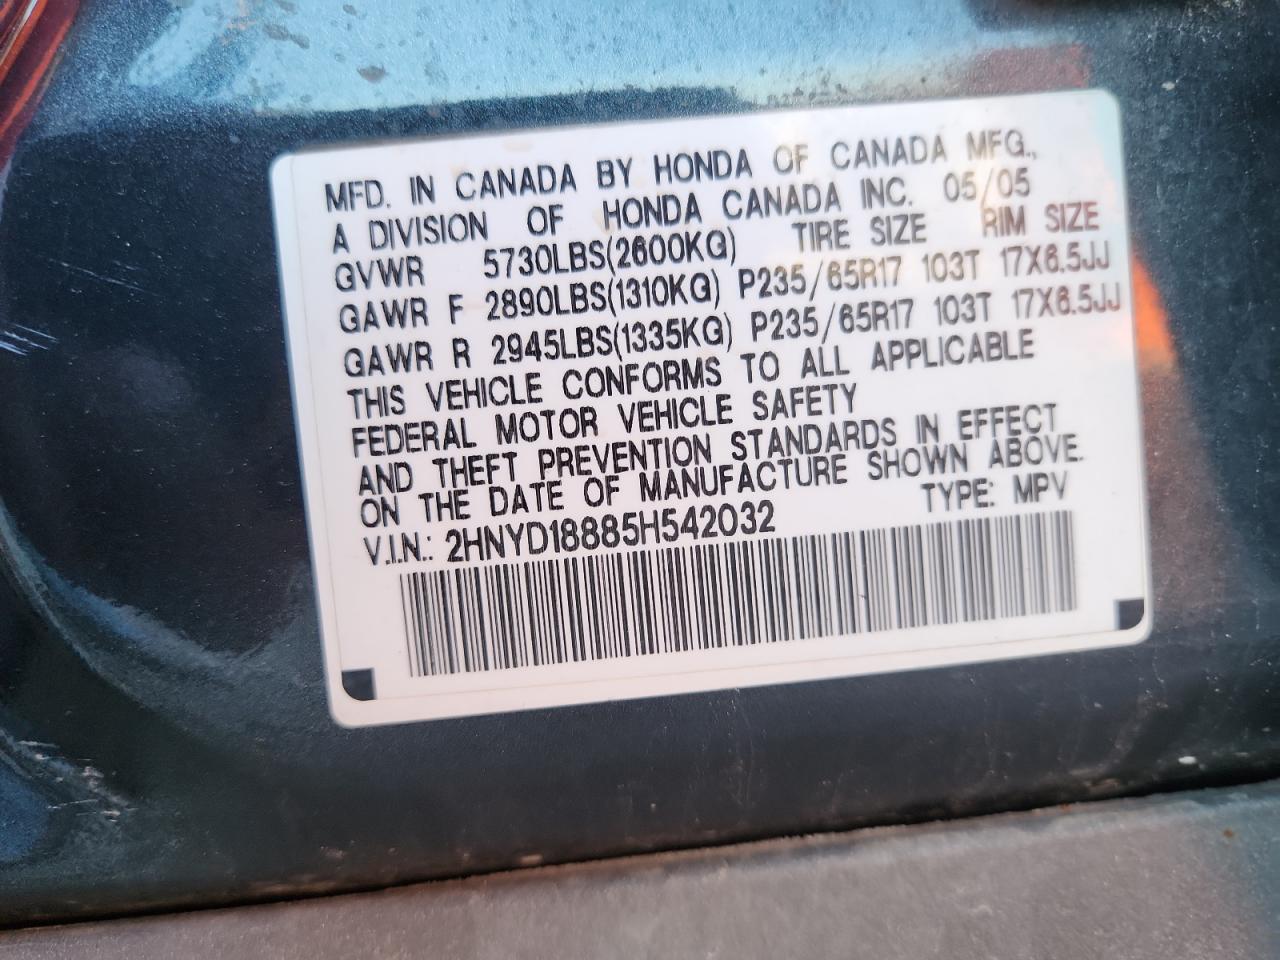 MFD. IN CANADA BY HONDA OF CANADA MFG.,
A DIVISION OF HONDA CANADA INC. 05/05
GVWR 5730LBS(2600KG) TIRE SIZE RIM SIZE
GAWR F 2890LBS(1310KG) P235/65R17 103T 17X6.5JJ
GAWR R 2945LBS(1335KG) P235/65R17 103T 17X6.5JJ
THIS VEHICLE CONFORMS TO ALL APPLICABLE
FEDERAL MOTOR VEHICLE SAFETY
AND THEFT PREVENTION STANDARDS IN EFFECT
ON THE DATE OF MANUFACTURE SHOWN ABOVE.
V.I.N.: 2HNYD18885H542032 TYPE: MPV